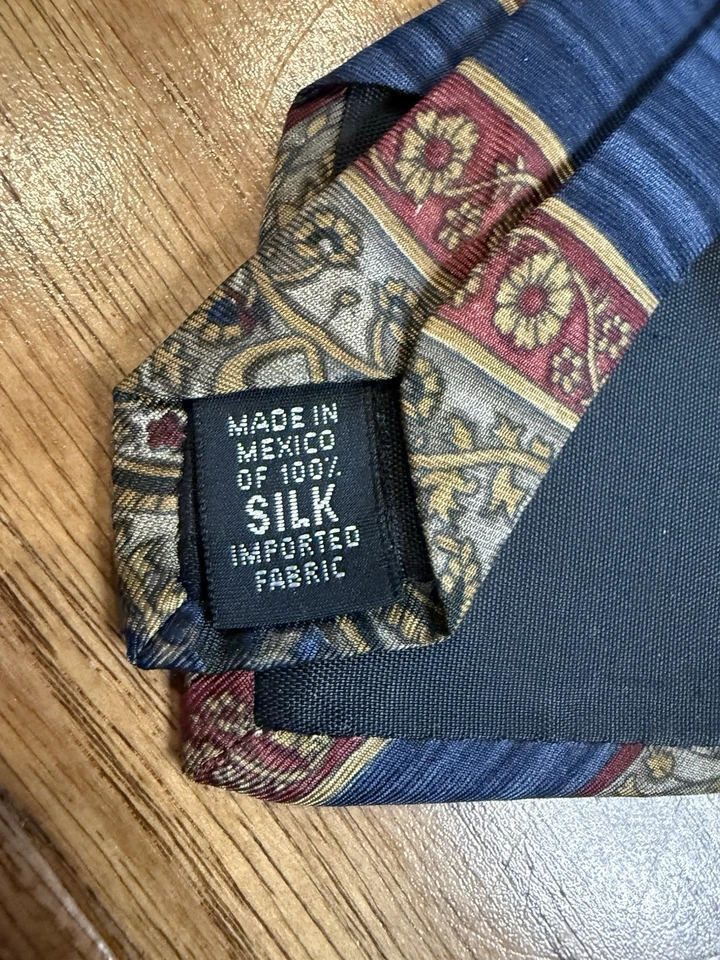 MADE IN
MEXICO
OF 100%
SILK
IMPORTED
FABRIC